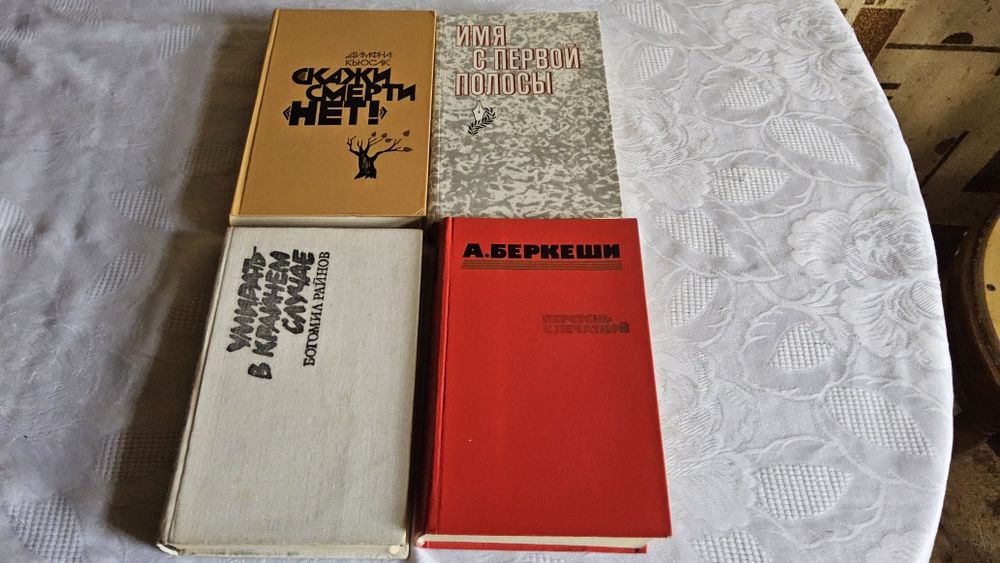 ДИМФНА
КЬЮСАК
СКАЖИ
СМЕРТИ
«НЕТ!»
ИМЯ
С ПЕРВОЙ
ПОЛОСЫ
УМИРАТЬ
В КРАЙНЕМ
СЛУЧАЕ
БОГОМИЛ РАЙНОВ
А. БЕРКЕШИ
ПЕРСТЕНЬ
С ПЕЧАТКОЙ